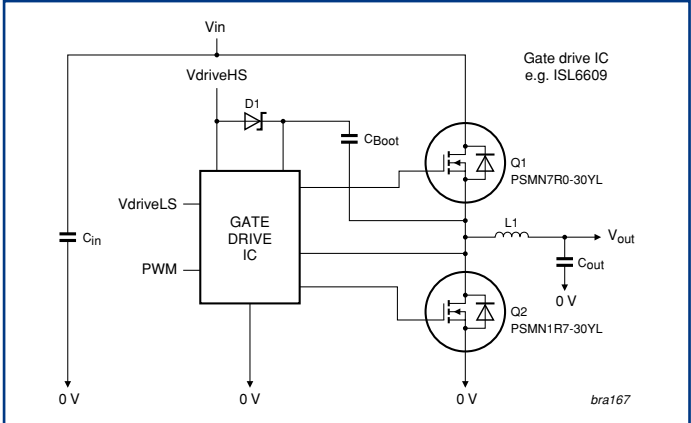 Vin
VdriveHS
Gate drive IC
e.g. ISL6609
D1
CBoot
Q1
PSMN7R0-30YL
VdriveLS
GATE
DRIVE
IC
L1
Vout
Cin
Cout
PWM
0 V
Q2
PSMN1R7-30YL
0 V
0 V
0 V
bra167